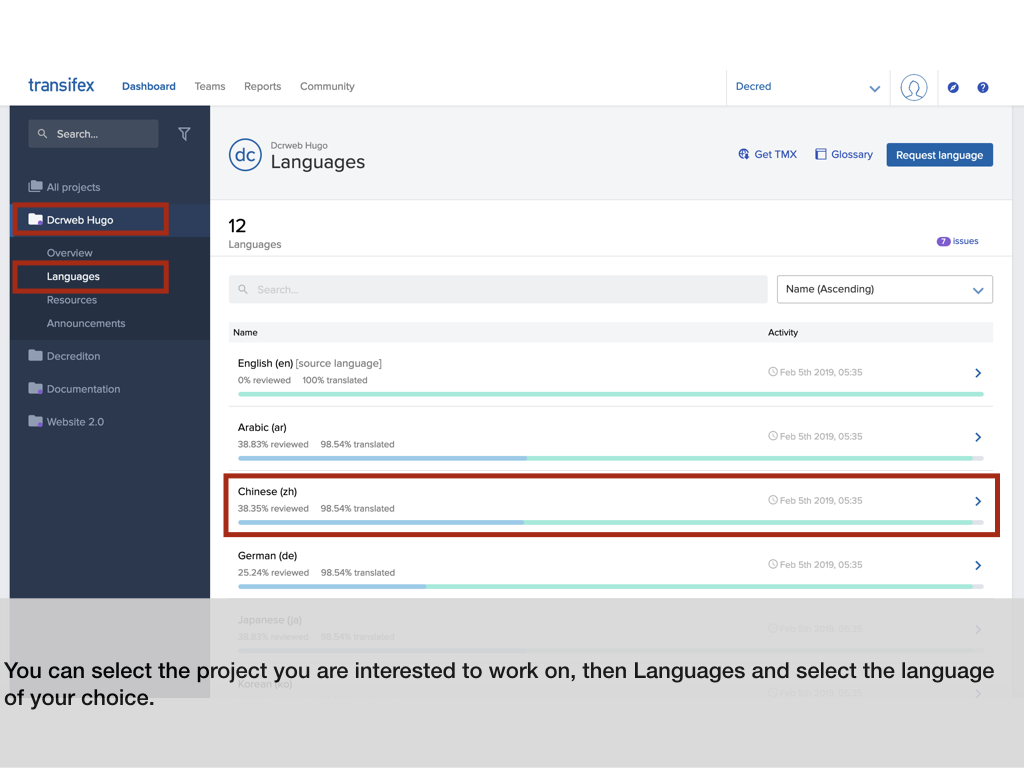 transifex Dashboard Teams Reports Community Decred ?
Search...
dc Dcrweb Hugo
Languages
Get TMX Glossary Request language
All projects
Dcrweb Hugo
Overview
Languages
Resources
Announcements
Decrediton
Documentation
Website 2.0
12
Languages
7 issues
Search... Name (Ascending)
Name Activity
English (en) [source language]
0% reviewed 100% translated
Feb 5th 2019, 05:35
Arabic (ar)
38.83% reviewed 98.54% translated
Feb 5th 2019, 05:35
Chinese (zh)
38.35% reviewed 98.54% translated
Feb 5th 2019, 05:35
German (de)
25.24% reviewed 98.54% translated
Feb 5th 2019, 05:35
Japanese (ja)
38.83% reviewed 98.54% translated
Feb 5th 2019, 05:35
Korean (ko)
Feb 5th 2019, 05:35
You can select the project you are interested to work on, then Languages and select the language
of your choice.